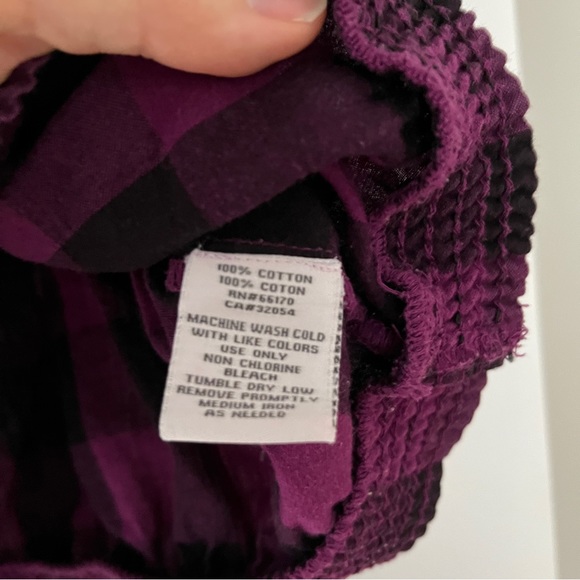 100% COTTON
100% COTON
RN#66170
CA#32054
MACHINE WASH COLD
WITH LIKE COLORS
USE ONLY
NON CHLORINE
BLEACH
TUMBLE DRY LOW
REMOVE PROMPTLY
MEDIUM IRON
AS NEEDED